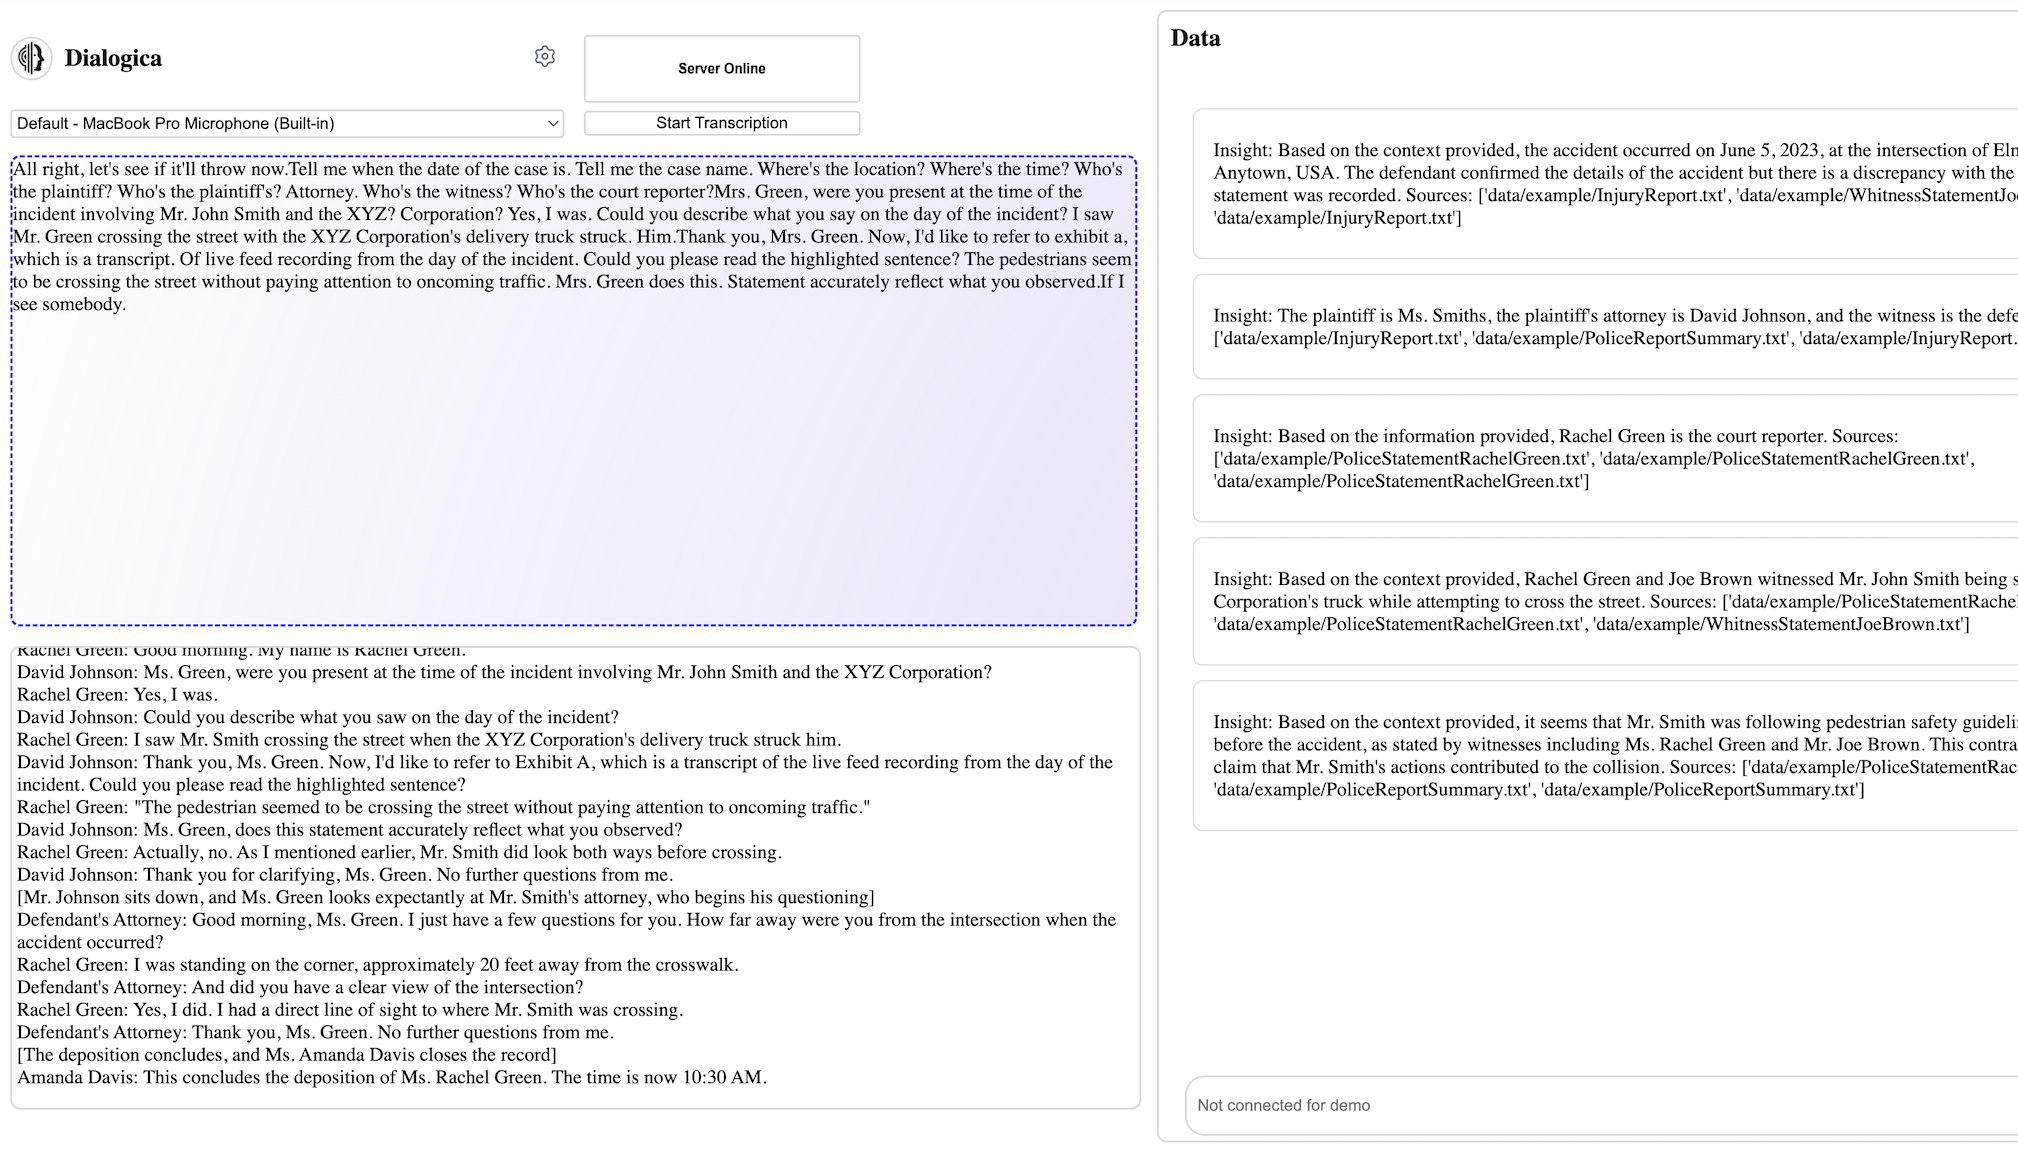 Dialogica
Server Online
Default - MacBook Pro Microphone (Built-in)
Start Transcription
All right, let's see if it'll throw now.Tell me when the date of the case is. Tell me the case name. Where's the location? Where's the time? Who's
the plaintiff? Who's the plaintiff's? Attorney. Who's the witness? Who's the court reporter?Mrs. Green, were you present at the time of the
incident involving Mr. John Smith and the XYZ? Corporation? Yes, I was. Could you describe what you say on the day of the incident? I saw
Mr. Green crossing the street with the XYZ Corporation's delivery truck struck. Him.Thank you, Mrs. Green. Now, I'd like to refer to exhibit a,
which is a transcript. Of live feed recording from the day of the incident. Could you please read the highlighted sentence? The pedestrians seem
to be crossing the street without paying attention to oncoming traffic. Mrs. Green does this. Statement accurately reflect what you observed.If I
see somebody.
Rachel Green: Good morning. My name is Rachel Green.
David Johnson: Ms. Green, were you present at the time of the incident involving Mr. John Smith and the XYZ Corporation?
Rachel Green: Yes, I was.
David Johnson: Could you describe what you saw on the day of the incident?
Rachel Green: I saw Mr. Smith crossing the street when the XYZ Corporation's delivery truck struck him.
David Johnson: Thank you, Ms. Green. Now, I'd like to refer to Exhibit A, which is a transcript of the live feed recording from the day of the
incident. Could you please read the highlighted sentence?
Rachel Green: "The pedestrian seemed to be crossing the street without paying attention to oncoming traffic."
David Johnson: Ms. Green, does this statement accurately reflect what you observed?
Rachel Green: Actually, no. As I mentioned earlier, Mr. Smith did look both ways before crossing.
David Johnson: Thank you for clarifying, Ms. Green. No further questions from me.
[Mr. Johnson sits down, and Ms. Green looks expectantly at Mr. Smith's attorney, who begins his questioning]
Defendant's Attorney: Good morning, Ms. Green. I just have a few questions for you. How far away were you from the intersection when the
accident occurred?
Rachel Green: I was standing on the corner, approximately 20 feet away from the crosswalk.
Defendant's Attorney: And did you have a clear view of the intersection?
Rachel Green: Yes, I did. I had a direct line of sight to where Mr. Smith was crossing.
Defendant's Attorney: Thank you, Ms. Green. No further questions from me.
[The deposition concludes, and Ms. Amanda Davis closes the record]
Amanda Davis: This concludes the deposition of Ms. Rachel Green. The time is now 10:30 AM.
Data
Insight: Based on the context provided, the accident occurred on June 5, 2023, at the intersection of
Anytown, USA. The defendant confirmed the details of the accident but there is a discrepancy with the
statement was recorded. Sources: ['data/example/InjuryReport.txt', 'data/example/WhitnessStatementJo
'data/example/InjuryReport.txt']
Insight: The plaintiff is Ms. Smiths, the plaintiff's attorney is David Johnson, and the witness is the defe
['data/example/InjuryReport.txt', 'data/example/PoliceReportSummary.txt', 'data/example/InjuryReport.
Insight: Based on the information provided, Rachel Green is the court reporter. Sources:
['data/example/PoliceStatementRachelGreen.txt', 'data/example/PoliceStatementRachelGreen.txt',
'data/example/PoliceStatementRachelGreen.txt']
Insight: Based on the context provided, Rachel Green and Joe Brown witnessed Mr. John Smith being s
Corporation's truck while attempting to cross the street. Sources: ['data/example/PoliceStatementRache
'data/example/PoliceStatementRachelGreen.txt', 'data/example/WhitnessStatementJoeBrown.txt']
Insight: Based on the context provided, it seems that Mr. Smith was following pedestrian safety guideli
before the accident, as stated by witnesses including Ms. Rachel Green and Mr. Joe Brown. This contra
claim that Mr. Smith's actions contributed to the collision. Sources: ['data/example/PoliceStatementRac
'data/example/PoliceReportSummary.txt', 'data/example/PoliceReportSummary.txt']
Not connected for demo